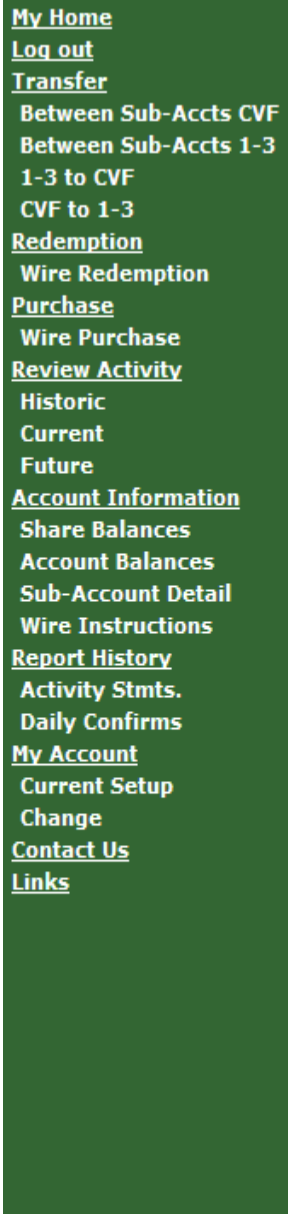 My Home
Log out
Transfer
Between Sub-Accts CVF
Between Sub-Accts 1-3
1-3 to CVF
CVF to 1-3
Redemption
Wire Redemption
Purchase
Wire Purchase
Review Activity
Historic
Current
Future
Account Information
Share Balances
Account Balances
Sub-Account Detail
Wire Instructions
Report History
Activity Stmts.
Daily Confirms
My Account
Current Setup
Change
Contact Us
Links